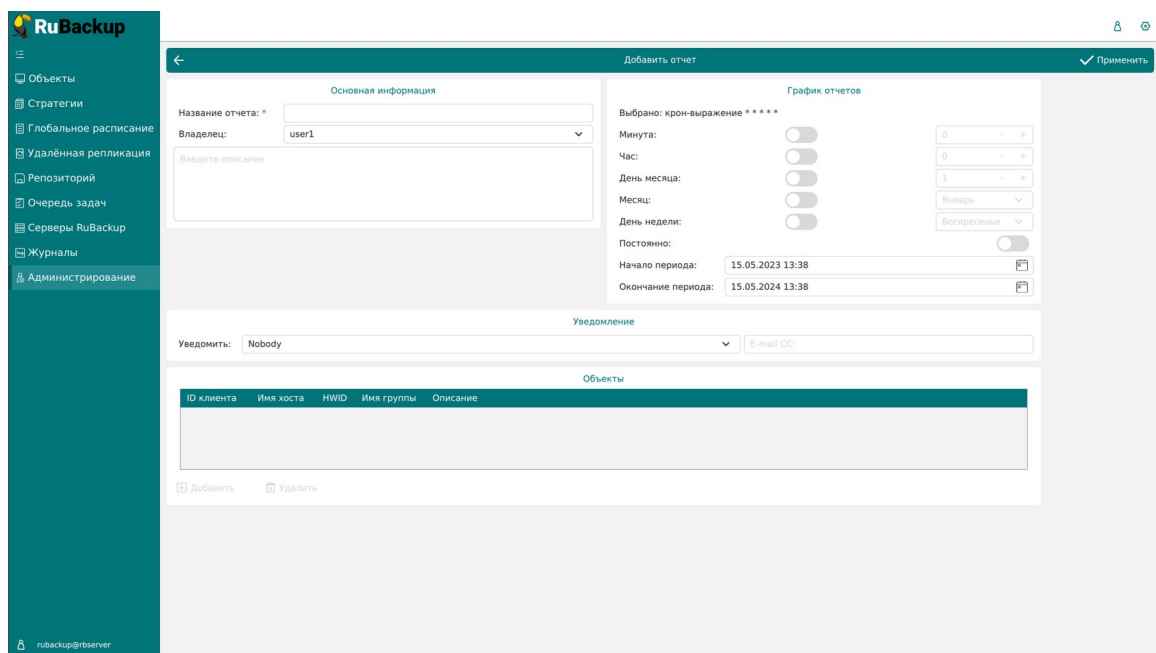 RuBackup
Объекты
Стратегии
Глобальное расписание
Удалённая репликация
Репозиторий
Очередь задач
Серверы RuBackup
Журналы
Администрирование
rubackup@rbserver
Добавить отчет
Применить
Основная информация
Название отчета: *
Владелец: user1
Введите описание
График отчетов
Выбрано: крон-выражение * * * * *
Минута: 0 - +
Час: 0 - +
День месяца: 1 - +
Месяц: Январь
День недели: Воскресенье
Постоянно:
Начало периода: 15.05.2023 13:38
Окончание периода: 15.05.2024 13:38
Уведомление
Уведомить: Nobody E-mail CC:
Объекты
ID клиента Имя хоста HWID Имя группы Описание
Добавить Удалить